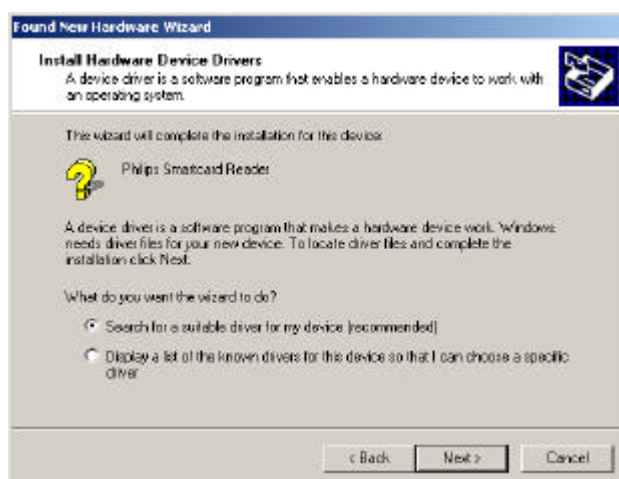 Found New Hardware Wizard
Install Hardware Device Drivers
A device driver is a software program that enables a hardware device to work with
an operating system.
This wizard will complete the installation for this device:
Philips Smartcard Reader
A device driver is a software program that makes a hardware device work. Windows
needs driver files for your new device. To locate driver files and complete the
installation click Next.
What do you want the wizard to do?
Search for a suitable driver for my device (recommended)
Display a list of the known drivers for this device so that I can choose a specific
driver
< Back
Next >
Cancel